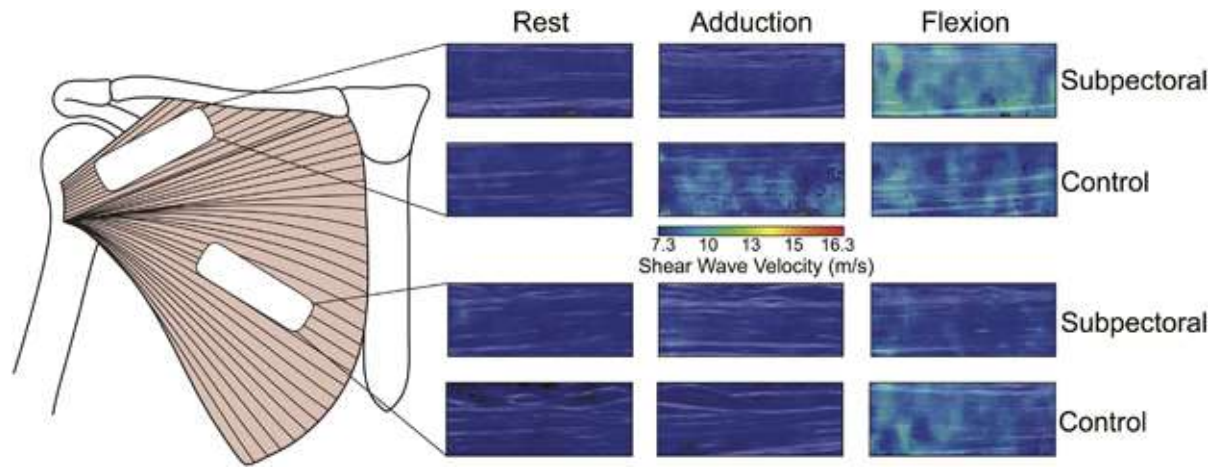 Rest Adduction Flexion
Subpectoral
Control
7.3 10 13 15 16.3
Shear Wave Velocity (m/s)
Subpectoral
Control